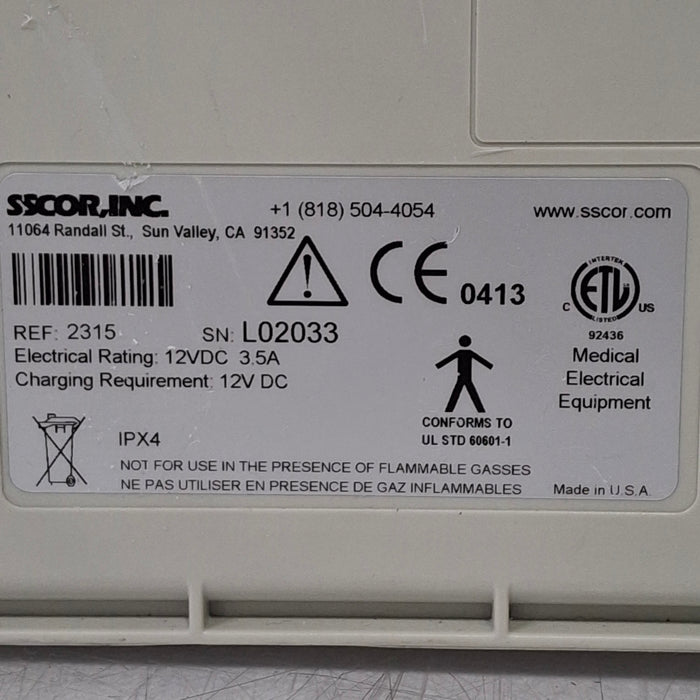 SSCOR, INC.
+1 (818) 504-4054
www.sscor.com
11064 Randall St., Sun Valley, CA 91352
CE 0413
INTERTEK
C ETL US
LISTED
92436
Medical
Electrical
Equipment
REF: 2315 SN: L02033
Electrical Rating: 12VDC 3.5A
Charging Requirement: 12V DC
CONFORMS TO
UL STD 60601-1
IPX4
NOT FOR USE IN THE PRESENCE OF FLAMMABLE GASSES
NE PAS UTILISER EN PRESENCE DE GAZ INFLAMMABLES
Made in U.S.A.